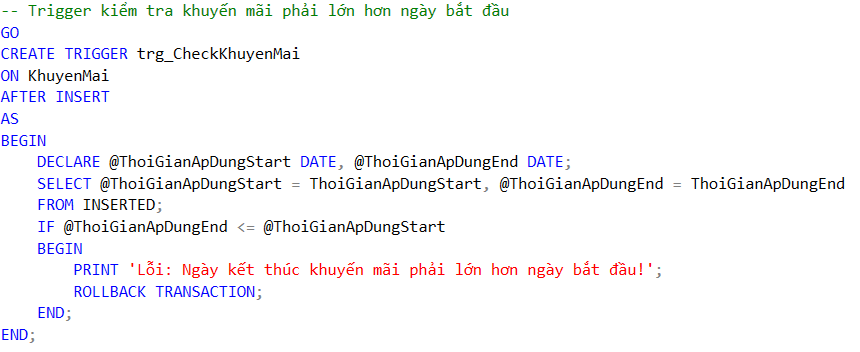 -- Trigger kiểm tra khuyến mãi phải lớn hơn ngày bắt đầu
GO
CREATE TRIGGER trg_CheckKhuyenMai
ON KhuyenMai
AFTER INSERT
AS
BEGIN
    DECLARE @ThoiGianApDungStart DATE, @ThoiGianApDungEnd DATE;
    SELECT @ThoiGianApDungStart = ThoiGianApDungStart, @ThoiGianApDungEnd = ThoiGianApDungEnd
    FROM INSERTED;
    IF @ThoiGianApDungEnd <= @ThoiGianApDungStart
    BEGIN
        PRINT 'Lỗi: Ngày kết thúc khuyến mãi phải lớn hơn ngày bắt đầu!';
        ROLLBACK TRANSACTION;
    END;
END;